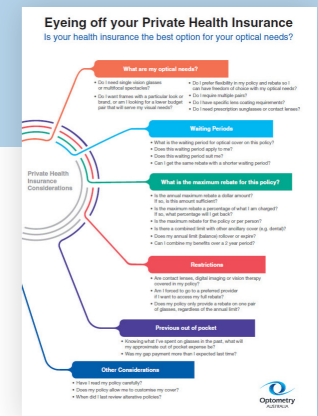 Eyeing off your Private Health Insurance
Is your health insurance the best option for your optical needs?
What are my optical needs?
• Do I need single vision glasses
or multifocal spectacles?
• Do I want frames with a particular look or
brand, or am I looking for a lower budget
pair that will serve my visual needs?
• Do I prefer flexibility in my policy and rebate so I
can have freedom of choice with my optical needs?
• Do I require multiple pairs?
• Do I have specific lens coating requirements?
• Do I need prescription sunglasses or contact lenses?
Private Health
Insurance
Considerations
Waiting Periods
• What is the waiting period for optical cover on this policy?
• Does this waiting period apply to me?
• Does this waiting period suit me?
• Can I get the same rebate with a shorter waiting period?
What is the maximum rebate for this policy?
• Is the annual maximum rebate a dollar amount?
If so, is this amount sufficient?
• Is the maximum rebate a percentage of what I am charged?
If so, what percentage will I get back?
• Is the maximum rebate for the policy or per person?
• Is there a combined limit with other ancillary cover (e.g. dental)?
• Does my annual limit (balance) rollover or expire?
• Can I combine my benefits over a 2 year period?
Restrictions
• Are contact lenses, digital imaging or vision therapy
covered in my policy?
• Am I forced to go to a preferred provider
if I want to access my full rebate?
• Does my policy only provide a rebate on one pair
of glasses, regardless of the annual limit?
Previous out of pocket
• Knowing what I've spent on glasses in the past, what will
my approximate out of pocket expense be?
• Was my gap payment more than I expected last time?
Other Considerations
• Have I read my policy carefully?
• Does my policy allow me to customise my cover?
• When did I last review alterative policies?
Optometry
AUSTRALIA